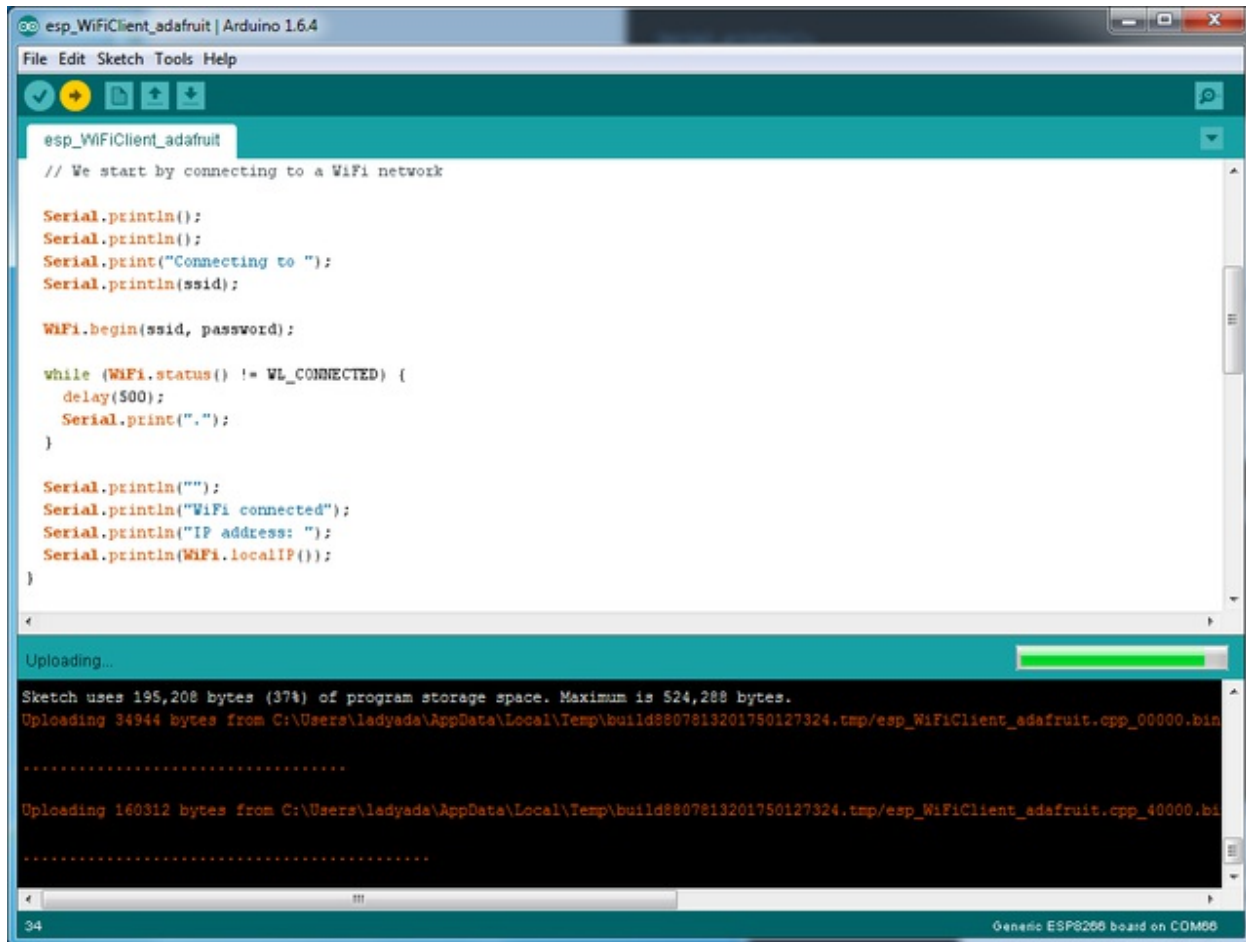 esp_WiFiClient_adafruit | Arduino 1.6.4
File Edit Sketch Tools Help
esp_WiFiClient_adafruit
// We start by connecting to a WiFi network
Serial.println();
Serial.println();
Serial.print("Connecting to ");
Serial.println(ssid);
WiFi.begin(ssid, password);
while (WiFi.status() != WL_CONNECTED) {
delay(500);
Serial.print(".");
}
Serial.println("");
Serial.println("WiFi connected");
Serial.println("IP address: ");
Serial.println(WiFi.localIP());
}
Uploading...
Sketch uses 195,208 bytes (37%) of program storage space. Maximum is 524,288 bytes.
Uploading 34944 bytes from C:\Users\ladyada\AppData\Local\Temp\build8807813201750127324.tmp/esp_WiFiClient_adafruit.cpp_00000.bin
...................................
Uploading 160312 bytes from C:\Users\ladyada\AppData\Local\Temp\build8807813201750127324.tmp/esp_WiFiClient_adafruit.cpp_40000.bi
............................................
34
Generic ESP8266 board on COM66